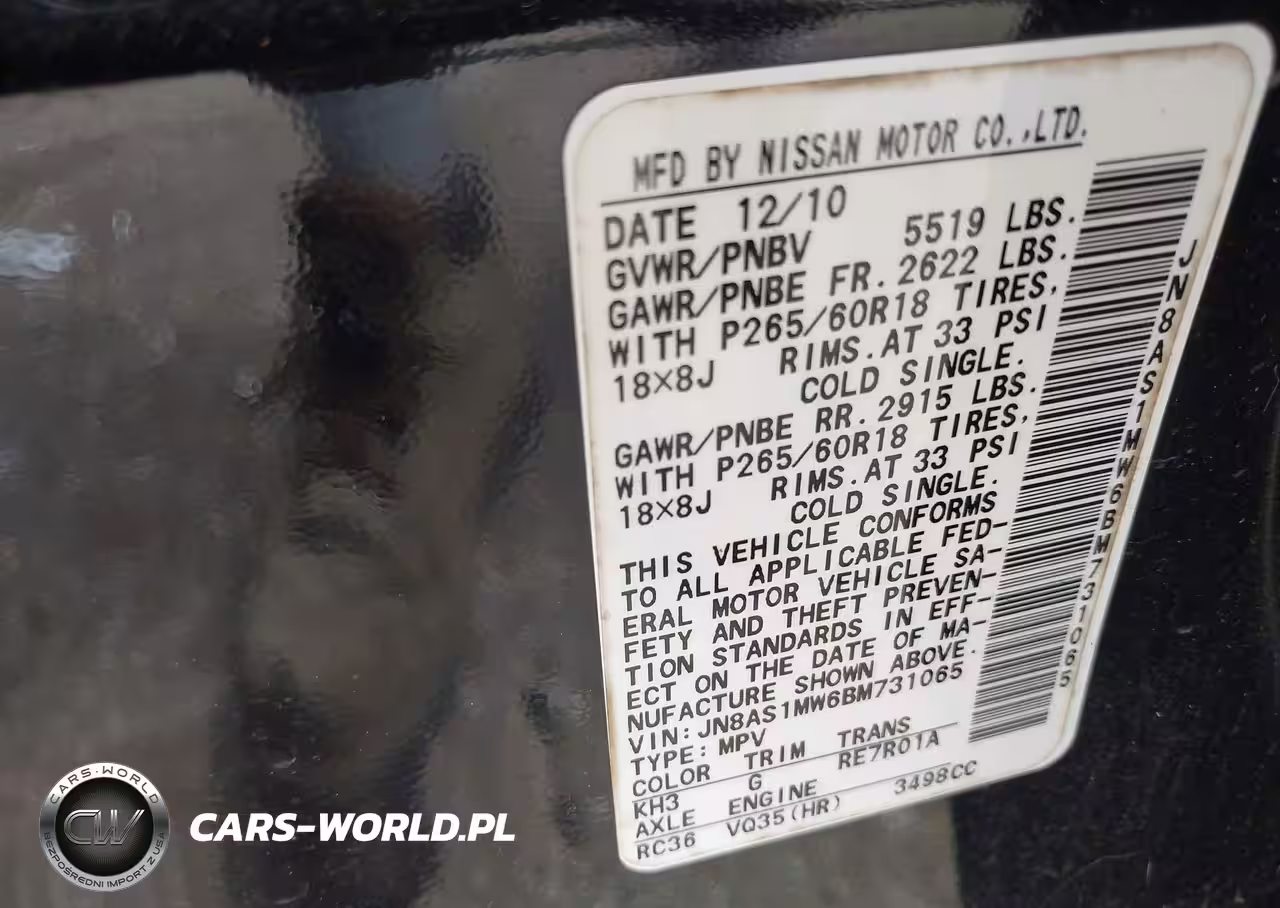 MFD BY NISSAN MOTOR CO.,LTD.
DATE 12/10
GVWR/PNBV 5519 LBS.
GAWR/PNBE FR. 2622 LBS.
WITH P265/60R18 TIRES,
18×8J RIMS. AT 33 PSI
COLD SINGLE.
GAWR/PNBE RR. 2915 LBS.
WITH P265/60R18 TIRES,
18×8J RIMS. AT 33 PSI
COLD SINGLE.
THIS VEHICLE CONFORMS
TO ALL APPLICABLE FED-
ERAL MOTOR VEHICLE SA-
FETY AND THEFT PREVEN-
TION STANDARDS IN EFF-
ECT ON THE DATE OF MA-
NUFACTURE SHOWN ABOVE.
VIN: JN8AS1MW6BM731065
TYPE: MPV
COLOR TRIM TRANS
KH3 G RE7R01A
AXLE ENGINE
RC36 VQ35(HR) 3498CC
JN8AS1MW6BM731065
CARS-WORLD
CW
BEZPOŚREDNI IMPORT Z USA
CARS-WORLD.PL